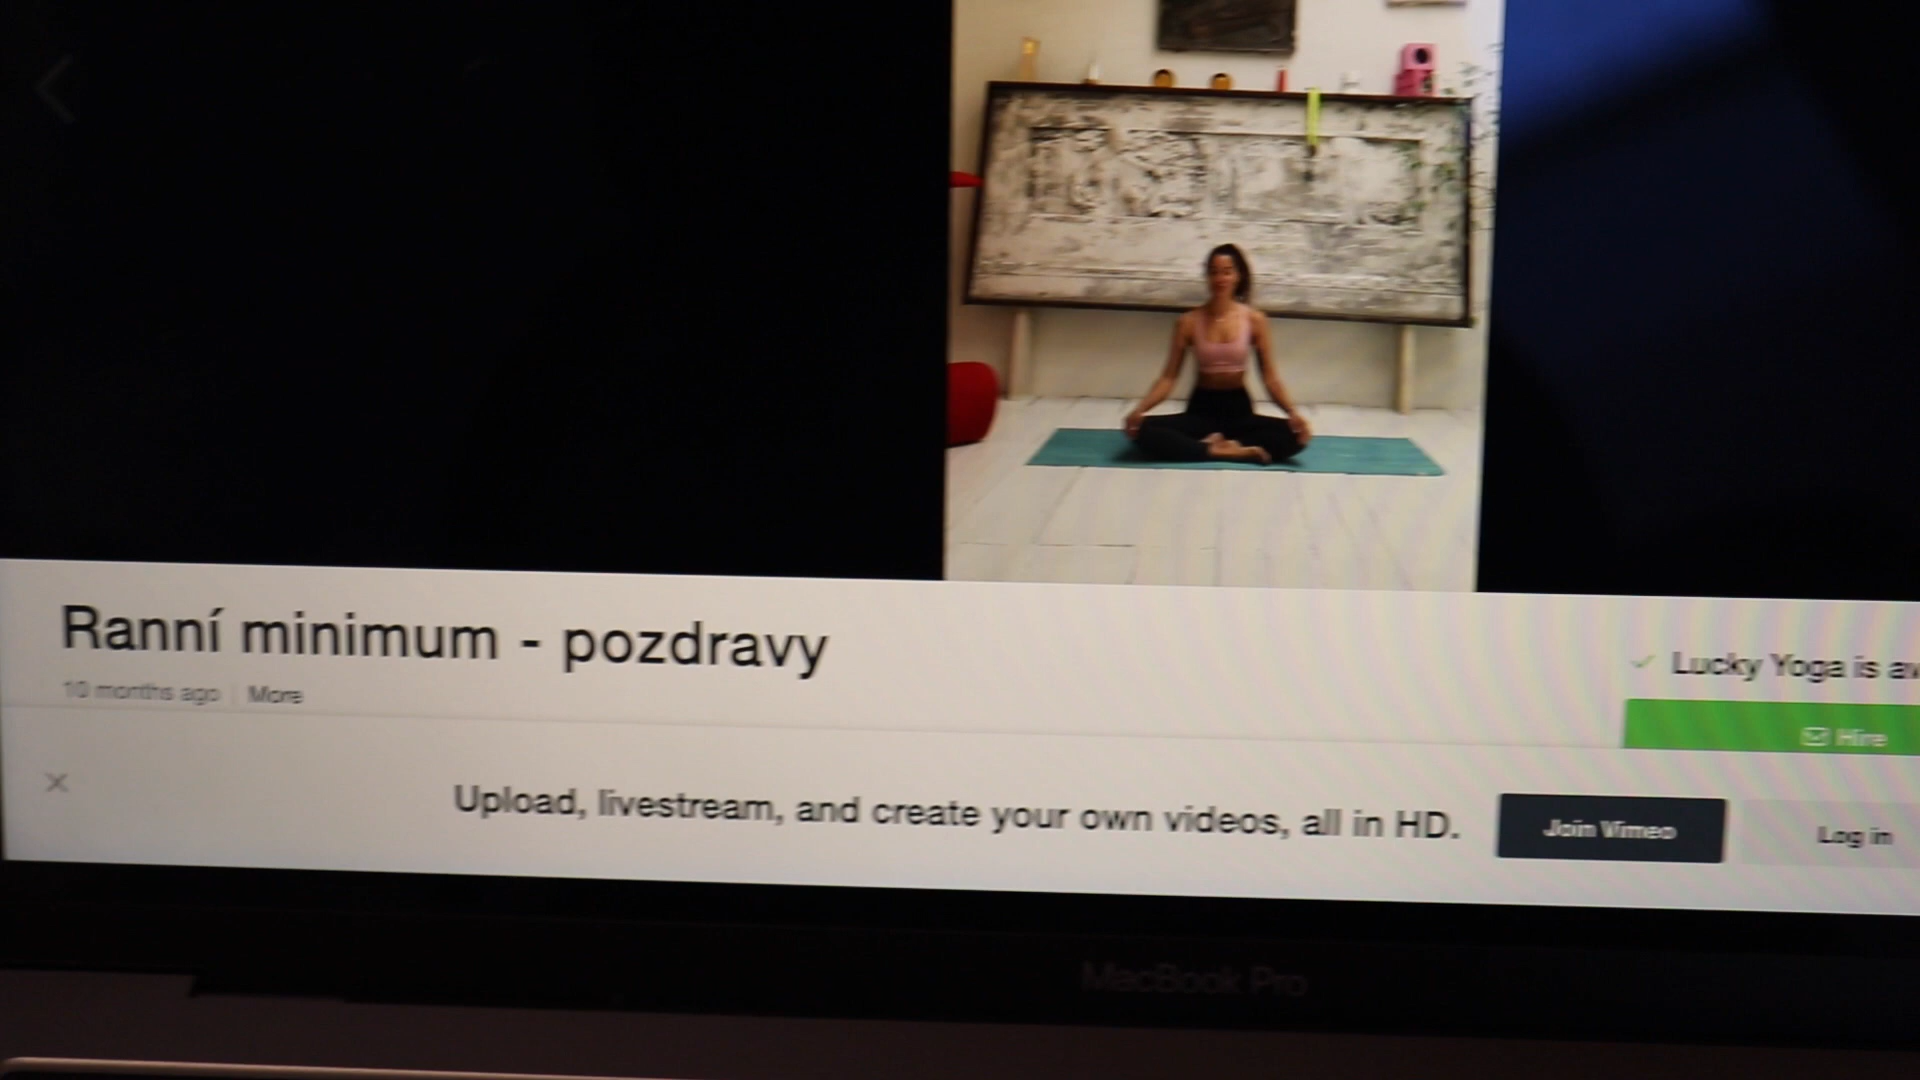 Ranní minimum - pozdravy
10 months ago | More
Lucky Yoga is av
Hire
Upload, livestream, and create your own videos, all in HD.
Join Vimeo
Log in
MacBook Pro